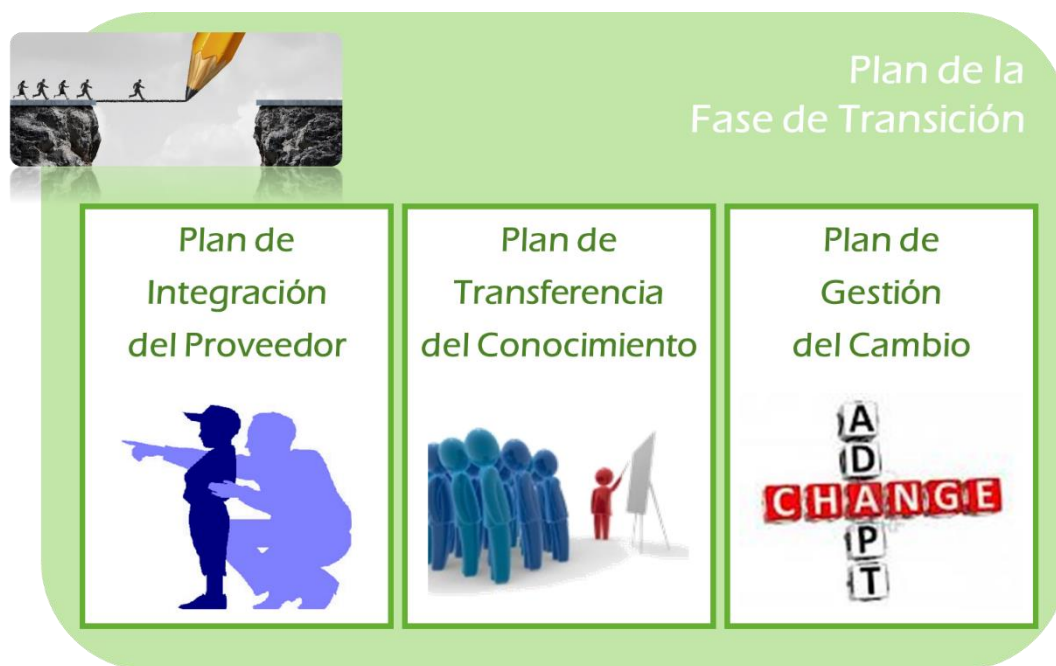 Plan de la
Fase de Transición
Plan de
Integración
del Proveedor
Plan de
Transferencia
del Conocimiento
Plan de
Gestión
del Cambio
ADAPT
CHANGE